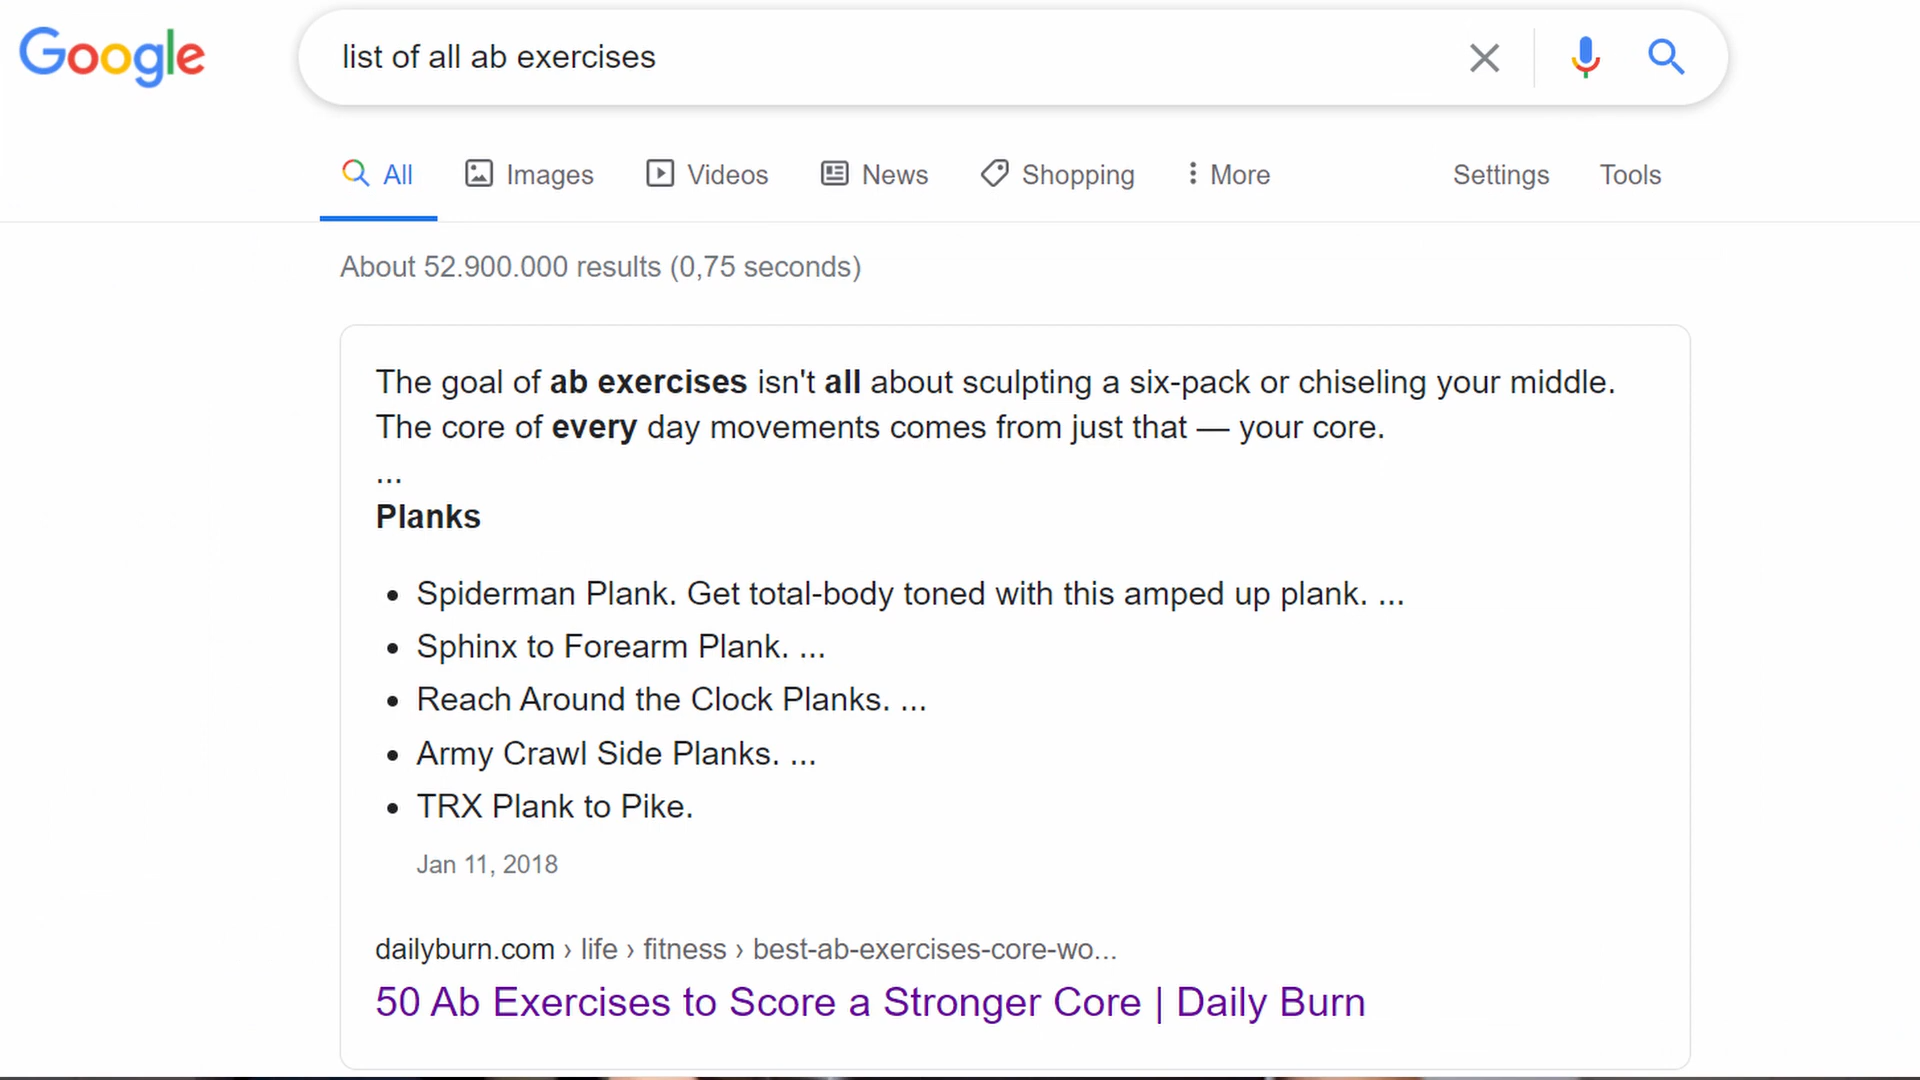 Google
list of all ab exercises
All Images Videos News Shopping More Settings Tools
About 52.900.000 results (0,75 seconds)
The goal of ab exercises isn't all about sculpting a six-pack or chiseling your middle.
The core of every day movements comes from just that — your core.
...
Planks
• Spiderman Plank. Get total-body toned with this amped up plank. ...
• Sphinx to Forearm Plank. ...
• Reach Around the Clock Planks. ...
• Army Crawl Side Planks. ...
• TRX Plank to Pike.
Jan 11, 2018
dailyburn.com › life › fitness › best-ab-exercises-core-wo...
50 Ab Exercises to Score a Stronger Core | Daily Burn